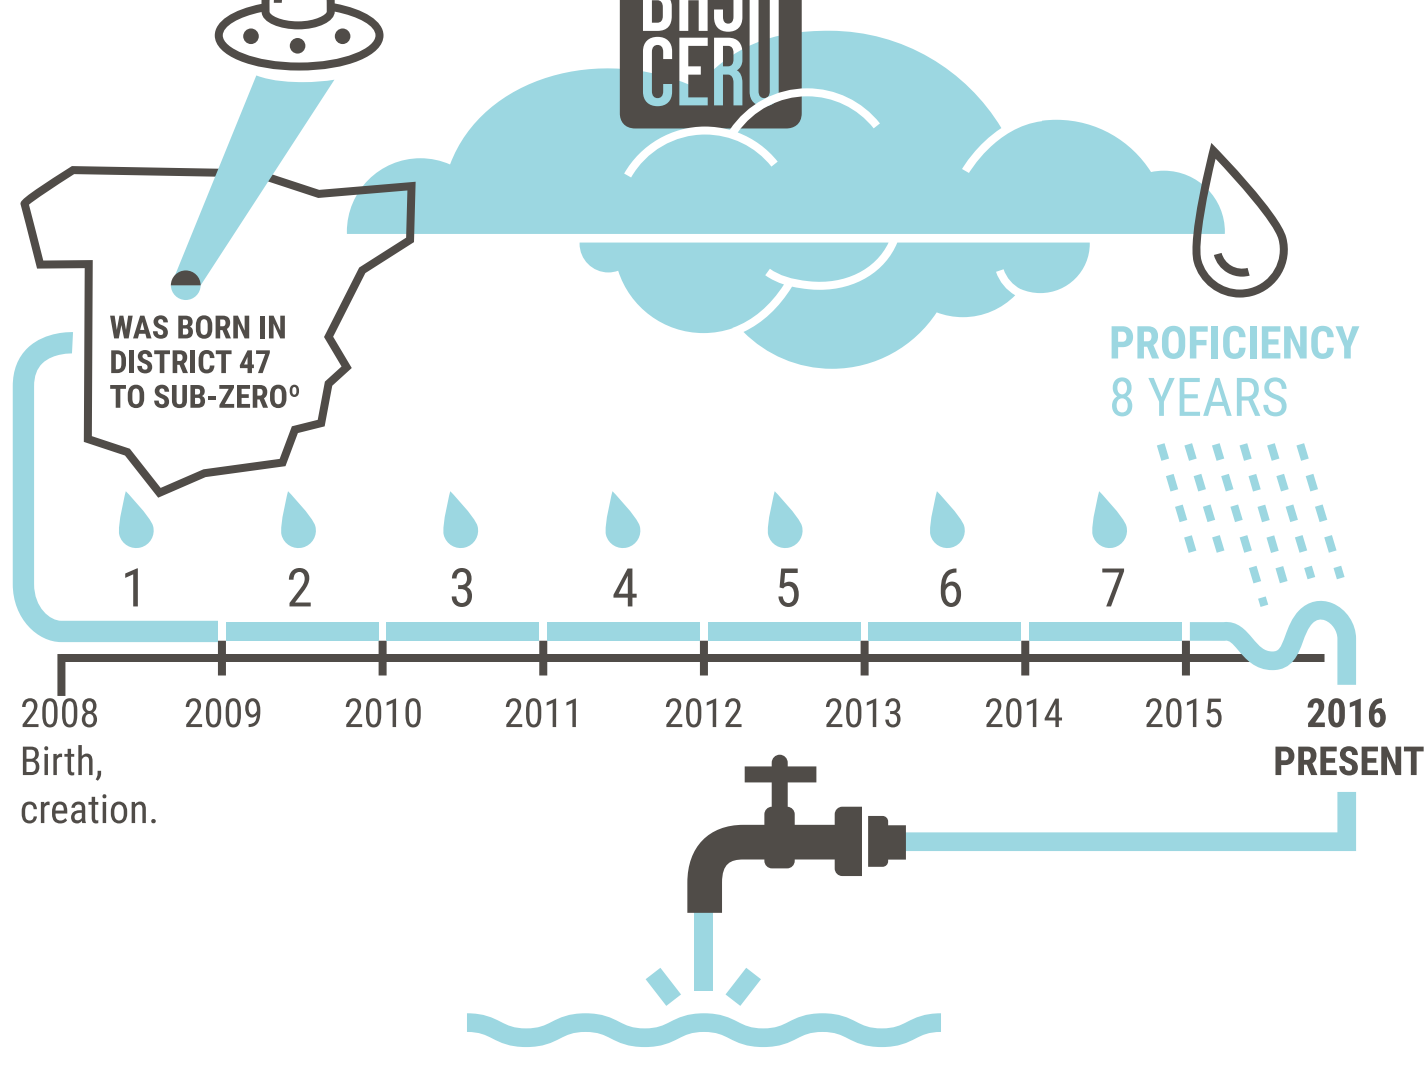 CERO
WAS BORN IN
DISTRICT 47
TO SUB-ZEROº
PROFICIENCY
8 YEARS
1 2 3 4 5 6 7
2008 2009 2010 2011 2012 2013 2014 2015 2016
Birth,
creation.
PRESENT